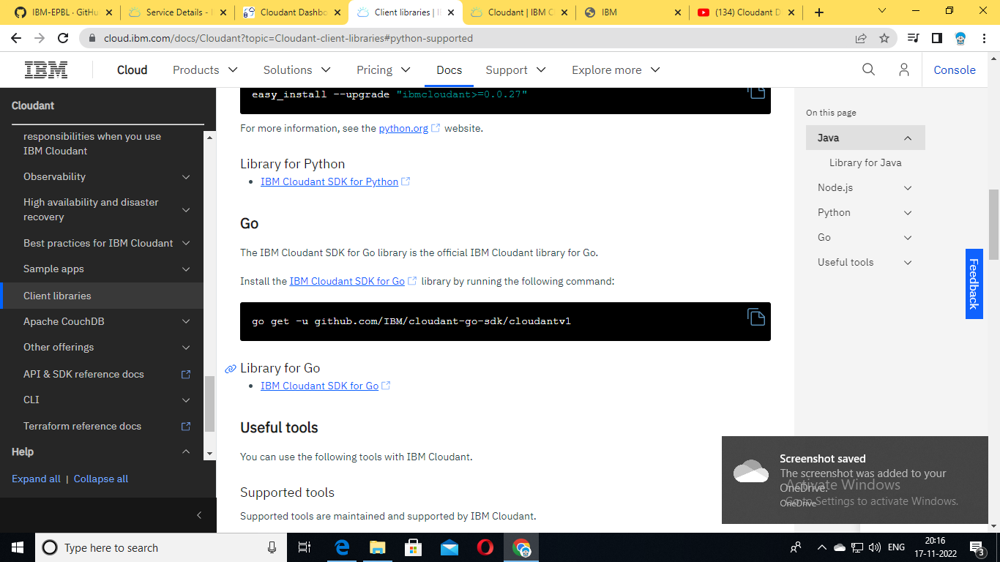 IBM-EPBL · GitHu
Service Details -
Cloudant Dashbo
Client libraries | I
Cloudant | IBM C
IBM
(134) Cloudant D
cloud.ibm.com/docs/Cloudant?topic=Cloudant-client-libraries#python-supported
IBM
Cloud
Products
Solutions
Pricing
Docs
Support
Explore more
Console
Cloudant
responsibilities when you use
IBM Cloudant
Observability
High availability and disaster
recovery
Best practices for IBM Cloudant
Sample apps
Client libraries
Apache CouchDB
Other offerings
API & SDK reference docs
CLI
Terraform reference docs
Help
Expand all | Collapse all
easy_install --upgrade "ibmcloudant>=0.0.27"
For more information, see the python.org website.
Library for Python
IBM Cloudant SDK for Python
Go
The IBM Cloudant SDK for Go library is the official IBM Cloudant library for Go.
Install the IBM Cloudant SDK for Go library by running the following command:
go get -u github.com/IBM/cloudant-go-sdk/cloudantv1
Library for Go
IBM Cloudant SDK for Go
Useful tools
You can use the following tools with IBM Cloudant.
Supported tools
Supported tools are maintained and supported by IBM Cloudant.
On this page
Java
Library for Java
Node.js
Python
Go
Useful tools
Feedback
Screenshot saved
The screenshot was added to your
OneDrive.
OneDrive
Activate Windows
Go to Settings to activate Windows.
Type here to search
ENG
20:16
17-11-2022
3